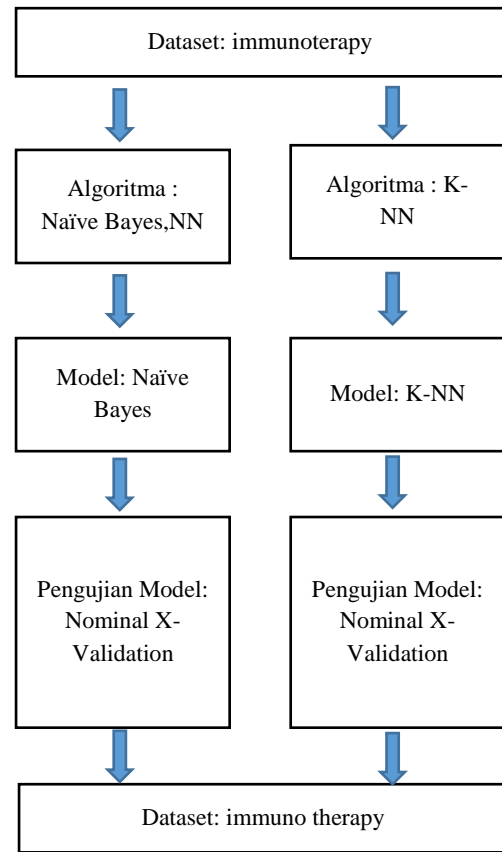 Dataset: immunoterapy
Algoritma :
Naïve Bayes,NN
Algoritma : K-
NN
Model: Naïve
Bayes
Model: K-NN
Pengujian Model:
Nominal X-
Validation
Pengujian Model:
Nominal X-
Validation
Dataset: immuno therapy